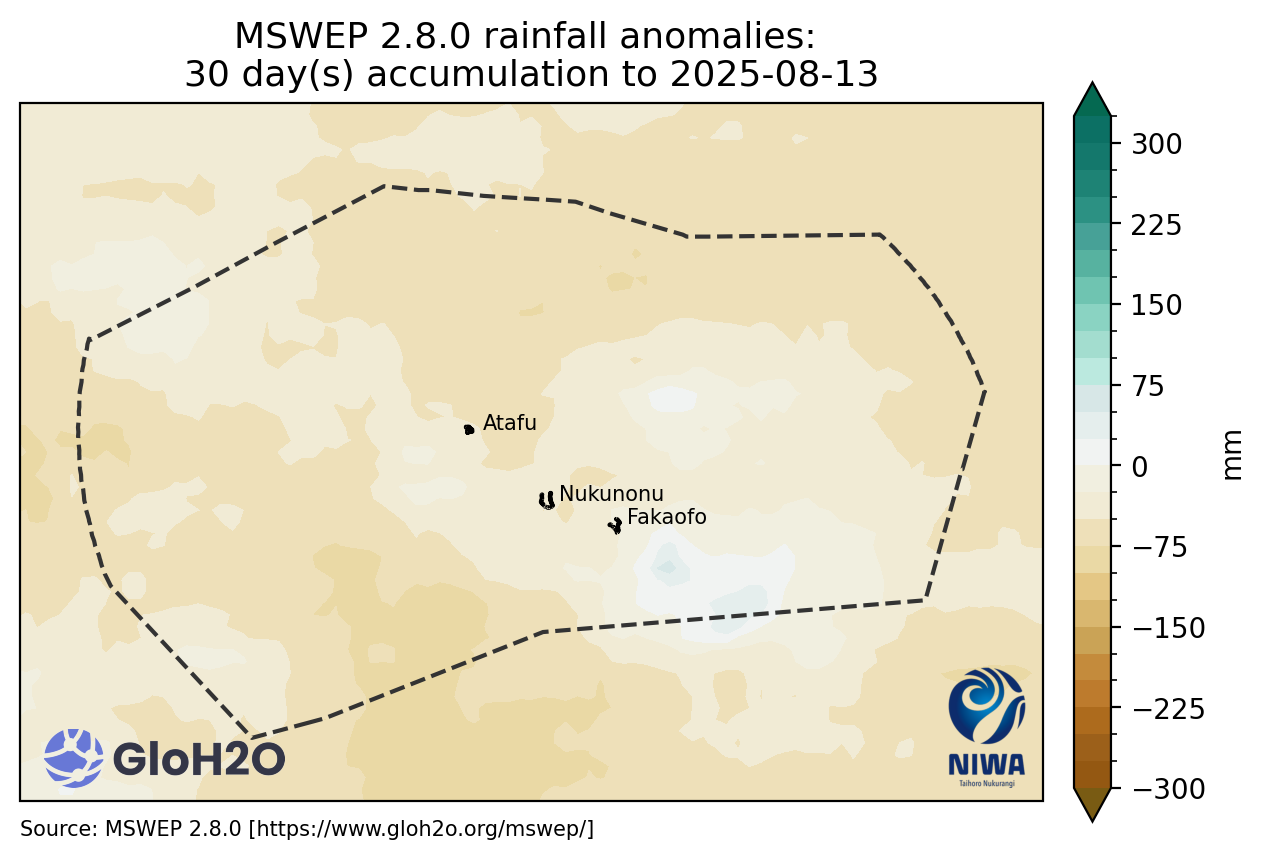 MSWEP 2.8.0 rainfall anomalies:
30 day(s) accumulation to 2025-08-13
300
225
150
75
0
−75
−150
−225
−300
mm
Atafu
Nukunonu
Fakaofo
GloH2O
NIWA
Taihoro Nukurangi
Source: MSWEP 2.8.0 [https://www.gloh2o.org/mswep/]